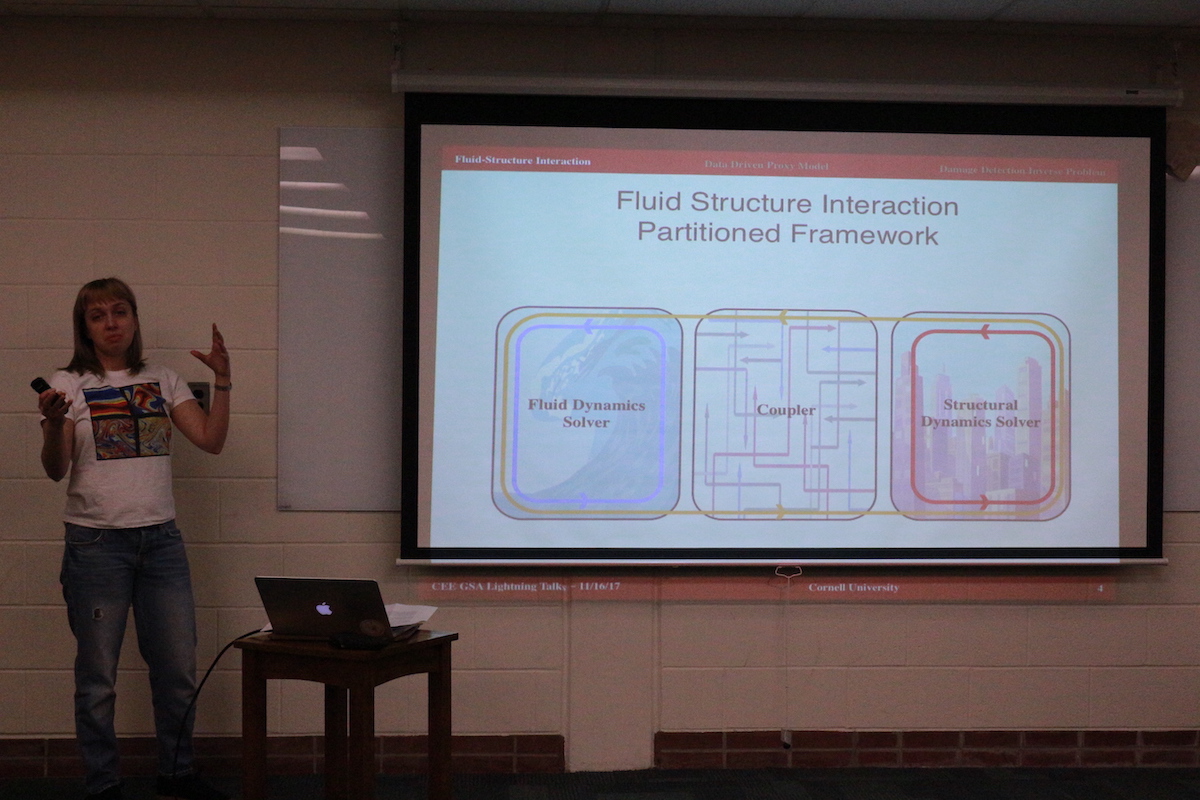 Fluid-Structure Interaction
Data Driven Proxy Model
Damage Detection Inverse Problem
Fluid Structure Interaction
Partitioned Framework
Fluid Dynamics
Solver
Coupler
Structural
Dynamics Solver
CEE GSA Lightning Talks - 11/16/17
Cornell University
4